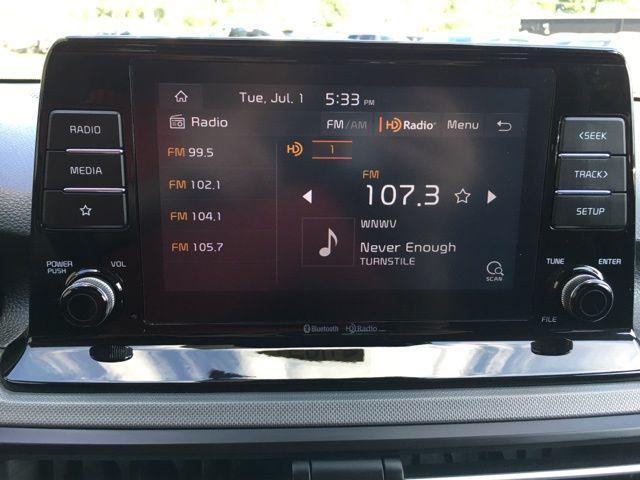 Tue, Jul. 1 5:33 PM
Radio FM/AM HD Radio Menu
RADIO
MEDIA
FM 99.5
FM 102.1
FM 104.1
FM 105.7
HD 1
FM
107.3
WNWV
Never Enough
TURNSTILE
SCAN
<SEEK
TRACK>
SETUP
POWER PUSH VOL
TUNE ENTER
FILE
Bluetooth HD Radio